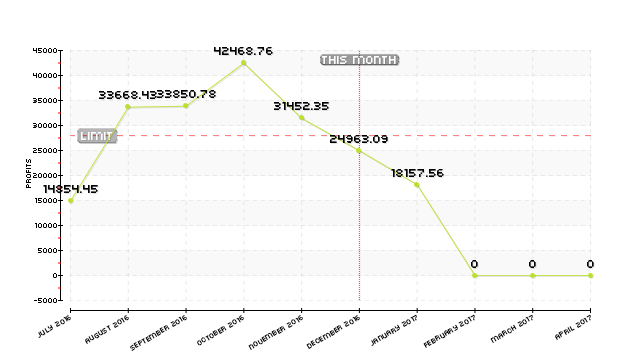 45000
40000
35000
30000
25000
20000
15000
10000
5000
0
-5000
PROFITS
THIS MONTH
LIMIT
14854.45
33668.43
33850.78
42468.76
31452.35
24963.09
18157.56
0
0
0
JULY 2016
AUGUST 2016
SEPTEMBER 2016
OCTOBER 2016
NOVEMBER 2016
DECEMBER 2016
JANUARY 2017
FEBRUARY 2017
MARCH 2017
APRIL 2017